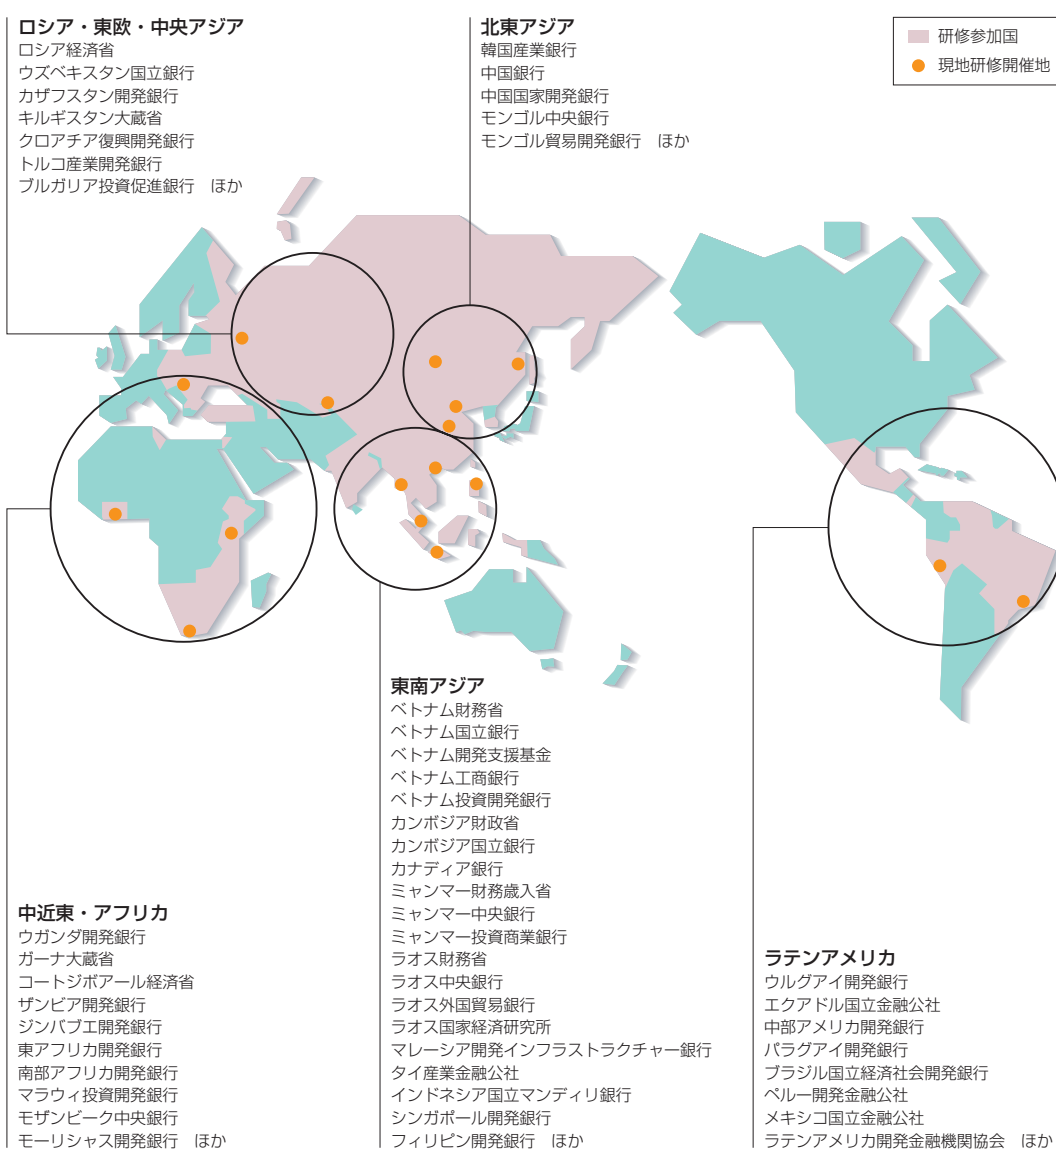 ロシア・東欧・中央アジア
ロシア経済省
ウズベキスタン国立銀行
カザフスタン開発銀行
キルギスタン大蔵省
クロアチア復興開発銀行
トルコ産業開発銀行
ブルガリア投資促進銀行　ほか
北東アジア
韓国産業銀行
中国銀行
中国国家開発銀行
モンゴル中央銀行
モンゴル貿易開発銀行　ほか
研修参加国
現地研修開催地
中近東・アフリカ
ウガンダ開発銀行
ガーナ大蔵省
コートジボアール経済省
ザンビア開発銀行
ジンバブエ開発銀行
東アフリカ開発銀行
南部アフリカ開発銀行
マラウィ投資開発銀行
モザンビーク中央銀行
モーリシャス開発銀行　ほか
東南アジア
ベトナム財務省
ベトナム国立銀行
ベトナム開発支援基金
ベトナム工商銀行
ベトナム投資開発銀行
カンボジア財政省
カンボジア国立銀行
カナディア銀行
ミャンマー財務歳入省
ミャンマー中央銀行
ミャンマー投資商業銀行
ラオス財務省
ラオス中央銀行
ラオス外国貿易銀行
ラオス国家経済研究所
マレーシア開発インフラストラクチャー銀行
タイ産業金融公社
インドネシア国立マンディリ銀行
シンガポール開発銀行
フィリピン開発銀行　ほか
ラテンアメリカ
ウルグアイ開発銀行
エクアドル国立金融公社
中部アメリカ開発銀行
パラグアイ開発銀行
ブラジル国立経済社会開発銀行
ペルー開発金融公社
メキシコ国立金融公社
ラテンアメリカ開発金融機関協会　ほか